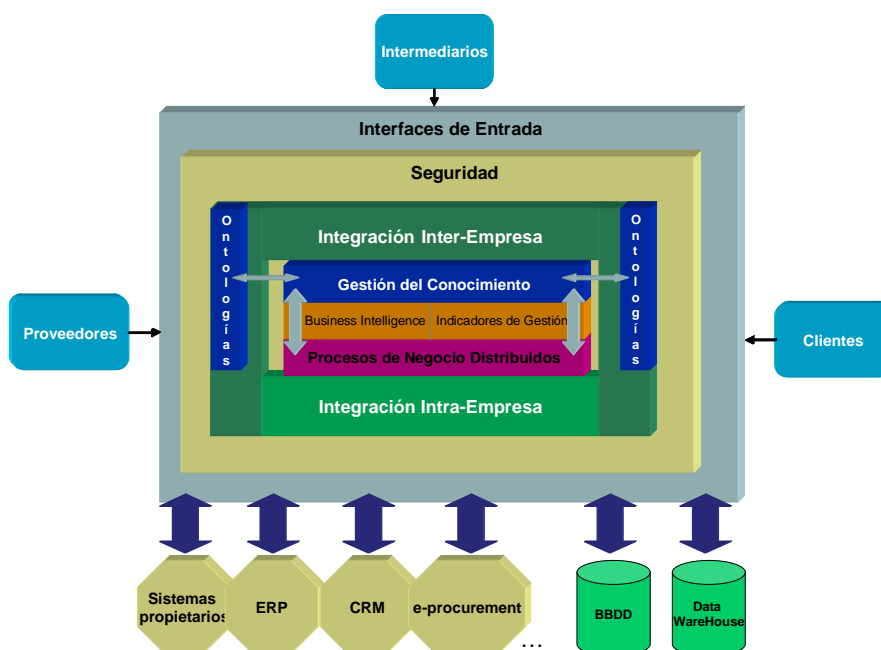 Intermediarios
Interfaces de Entrada
Seguridad
Ontologías
Integración Inter-Empresa
Ontologías
Gestión del Conocimiento
Business Intelligence
Indicadores de Gestión
Procesos de Negocio Distribuidos
Integración Intra-Empresa
Proveedores
Clientes
Sistemas
propietarios
ERP
CRM
e-procurement
...
BBDD
Data
WareHouse